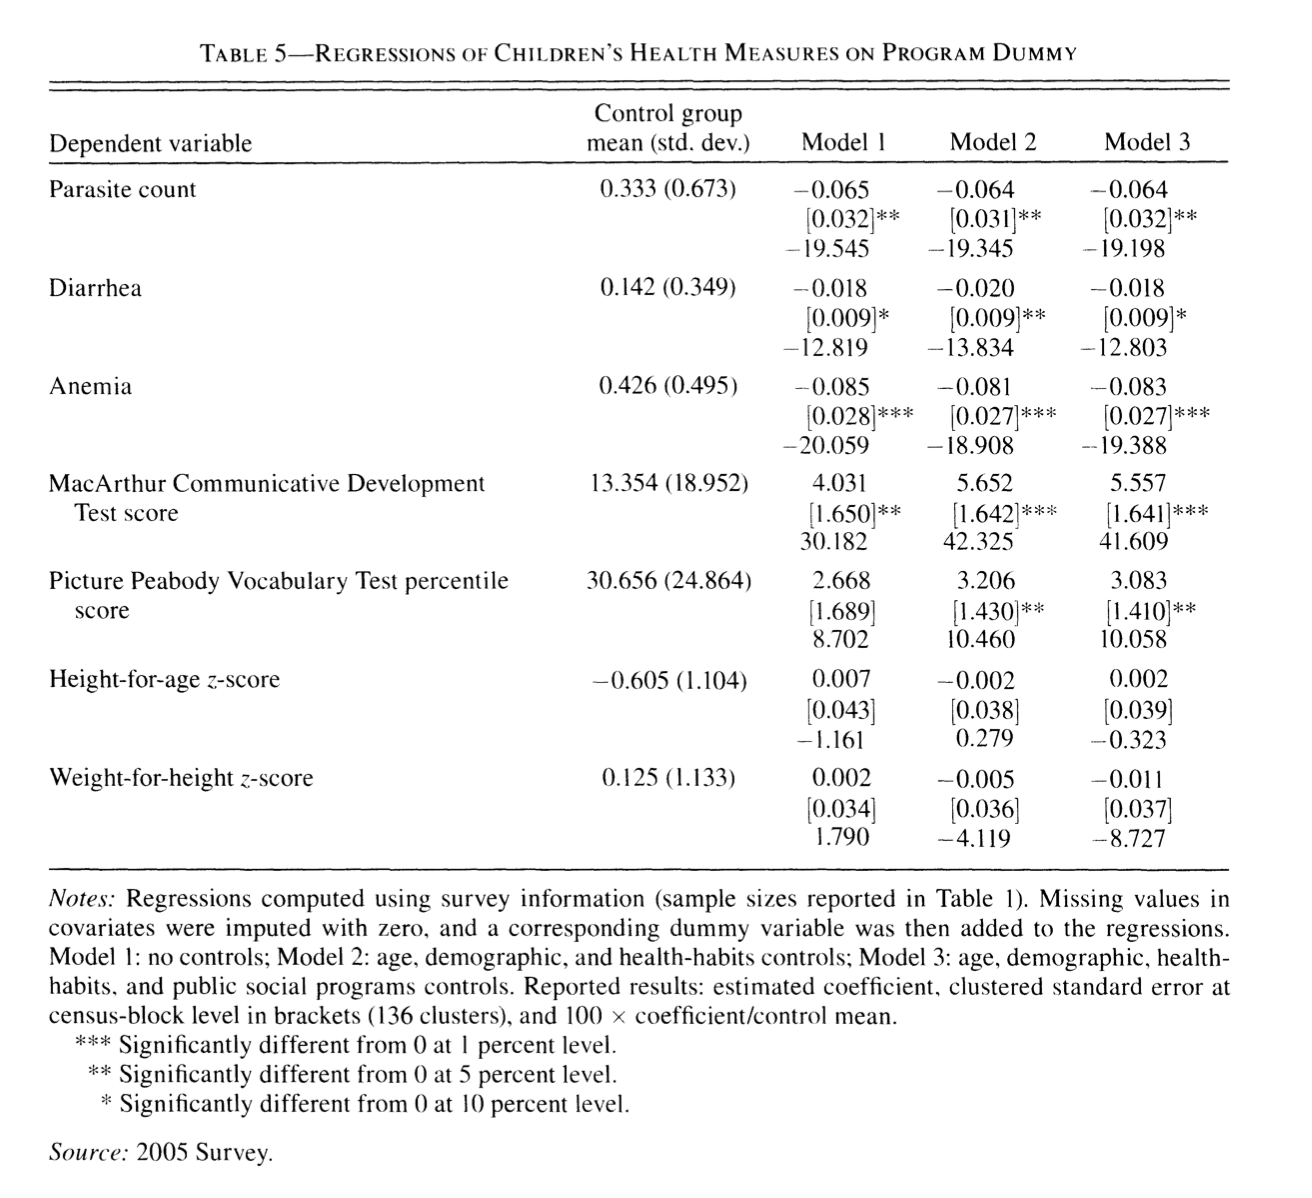 TABLE 5—REGRESSIONS OF CHILDREN'S HEALTH MEASURES ON PROGRAM DUMMY
Control group
Dependent variable mean (std. dev.) Model 1 Model 2 Model 3
Parasite count 0.333 (0.673) −0.065 −0.064 −0.064
[0.032]** [0.031]** [0.032]**
−19.545 −19.345 −19.198
Diarrhea 0.142 (0.349) −0.018 −0.020 −0.018
[0.009]* [0.009]** [0.009]*
−12.819 −13.834 −12.803
Anemia 0.426 (0.495) −0.085 −0.081 −0.083
[0.028]*** [0.027]*** [0.027]***
−20.059 −18.908 −19.388
MacArthur Communicative Development 13.354 (18.952) 4.031 5.652 5.557
Test score [1.650]** [1.642]*** [1.641]***
30.182 42.325 41.609
Picture Peabody Vocabulary Test percentile 30.656 (24.864) 2.668 3.206 3.083
score [1.689] [1.430]** [1.410]**
8.702 10.460 10.058
Height-for-age z-score −0.605 (1.104) 0.007 −0.002 0.002
[0.043] [0.038] [0.039]
−1.161 0.279 −0.323
Weight-for-height z-score 0.125 (1.133) 0.002 −0.005 −0.011
[0.034] [0.036] [0.037]
1.790 −4.119 −8.727
Notes: Regressions computed using survey information (sample sizes reported in Table 1). Missing values in
covariates were imputed with zero, and a corresponding dummy variable was then added to the regressions.
Model 1: no controls; Model 2: age, demographic, and health-habits controls; Model 3: age, demographic, health-
habits, and public social programs controls. Reported results: estimated coefficient, clustered standard error at
census-block level in brackets (136 clusters), and 100 × coefficient/control mean.
*** Significantly different from 0 at 1 percent level.
** Significantly different from 0 at 5 percent level.
* Significantly different from 0 at 10 percent level.
Source: 2005 Survey.